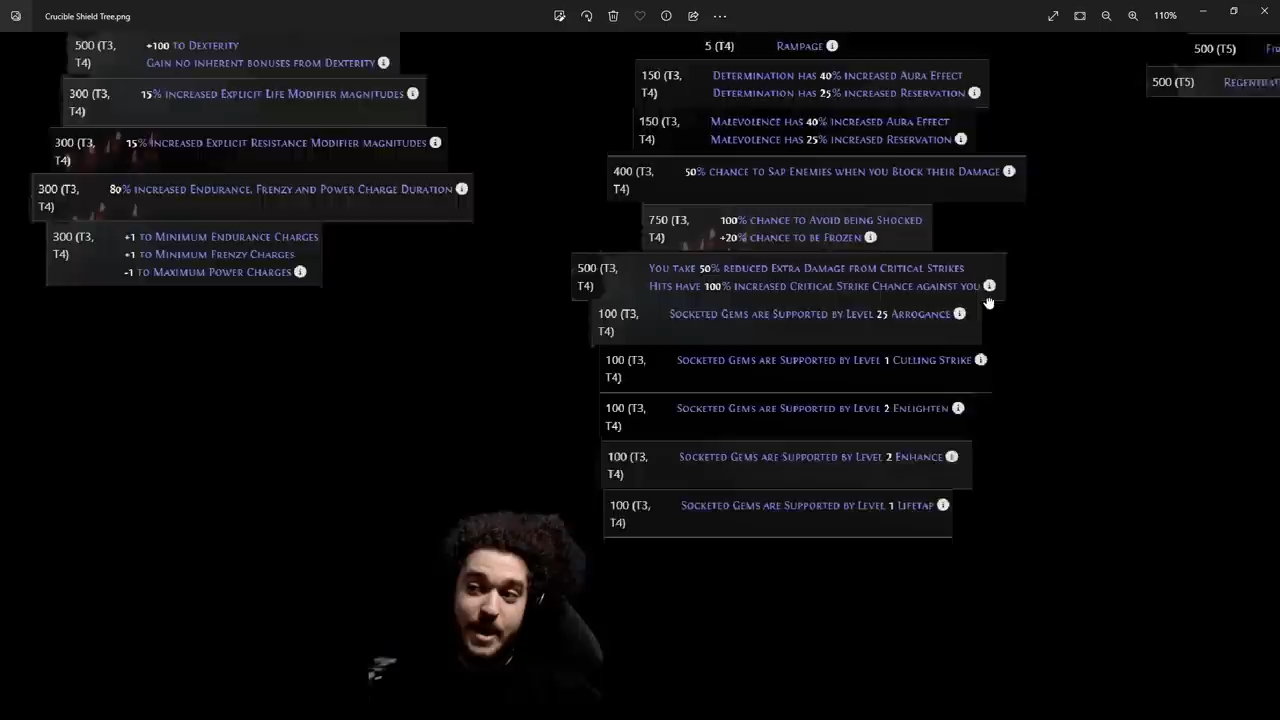 Crucible Shield Tree.png
110%
500 (T3, T4)
+100 to Dexterity
Gain no inherent bonuses from Dexterity
300 (T3, T4)
15% increased Explicit Life Modifier magnitudes
300 (T3, T4)
15% increased Explicit Resistance Modifier magnitudes
300 (T3, T4)
80% increased Endurance, Frenzy and Power Charge Duration
300 (T3, T4)
+1 to Minimum Endurance Charges
+1 to Minimum Frenzy Charges
-1 to Maximum Power Charges
5 (T4)
Rampage
150 (T3, T4)
Determination has 40% increased Aura Effect
Determination has 25% increased Reservation
150 (T3, T4)
Malevolence has 40% increased Aura Effect
Malevolence has 25% increased Reservation
400 (T3, T4)
50% chance to Sap Enemies when you Block their Damage
750 (T3, T4)
100% chance to Avoid being Shocked
+20% chance to be Frozen
500 (T3, T4)
You take 50% reduced Extra Damage from Critical Strikes
Hits have 100% increased Critical Strike Chance against you
100 (T3, T4)
Socketed Gems are Supported by Level 25 Arrogance
100 (T3, T4)
Socketed Gems are Supported by Level 1 Culling Strike
100 (T3, T4)
Socketed Gems are Supported by Level 2 Enlighten
100 (T3, T4)
Socketed Gems are Supported by Level 2 Enhance
100 (T3, T4)
Socketed Gems are Supported by Level 1 Lifetap
500 (T5)
500 (T5)